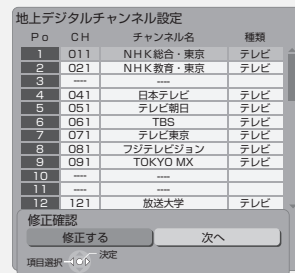 地上デジタルチャンネル設定
Po CH チャンネル名 種類
1 011 NHK総合・東京 テレビ
2 021 NHK教育・東京 テレビ
3 ---- ----
4 041 日本テレビ テレビ
5 051 テレビ朝日 テレビ
6 061 TBS テレビ
7 071 テレビ東京 テレビ
8 081 フジテレビジョン テレビ
9 091 TOKYO MX テレビ
10 ---- ----
11 ---- ----
12 121 放送大学 テレビ
修正確認
修正する 次へ
項目選択 決定